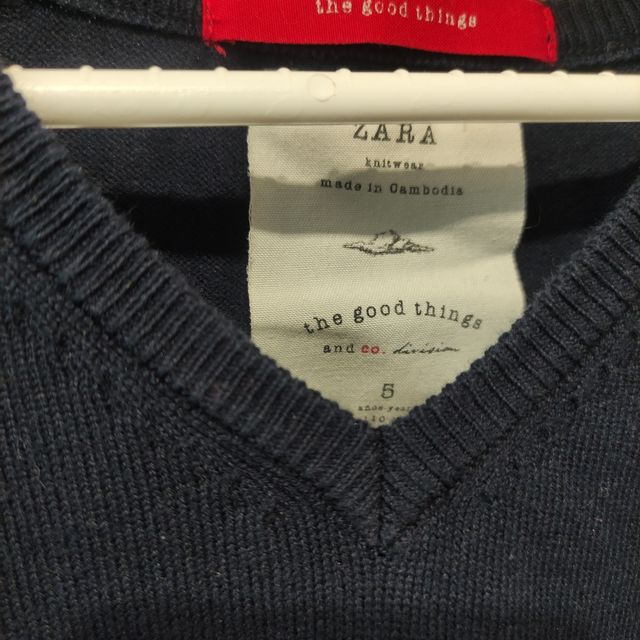 the good things
ZARA
knitwear
made in Cambodia
the good things
and co. division
5